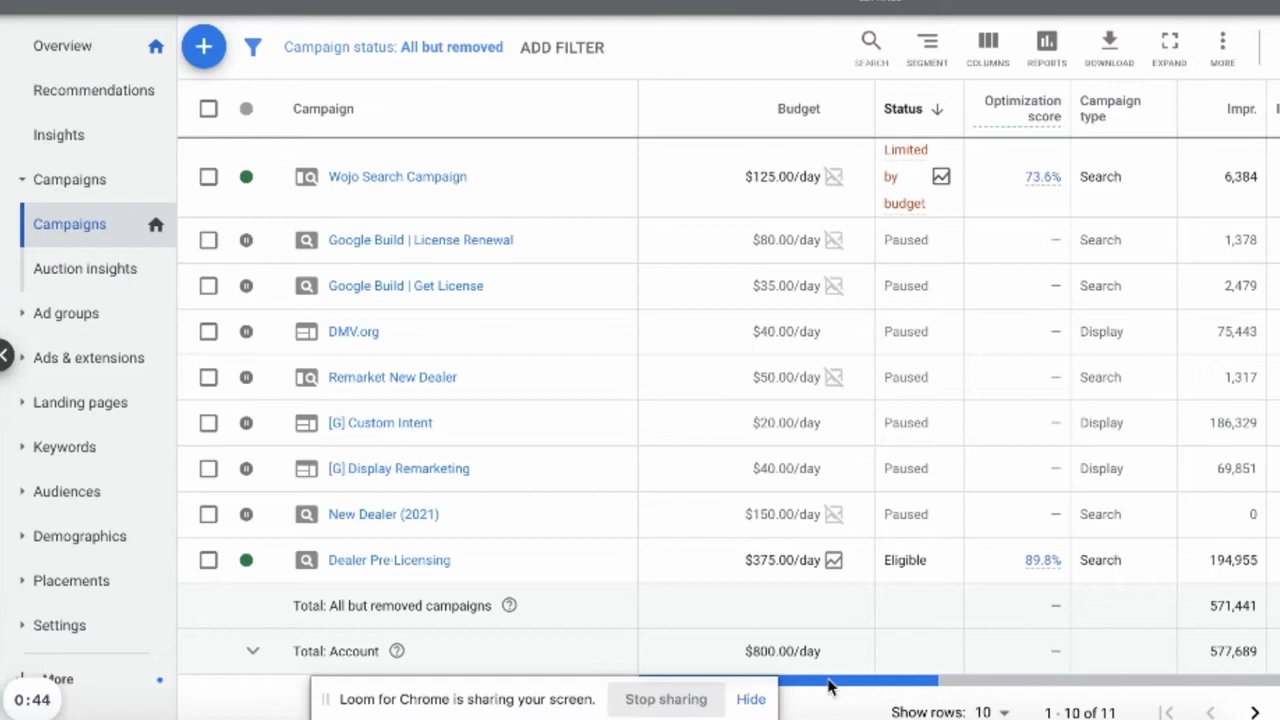 Overview
Recommendations
Insights
Campaigns
Campaigns
Auction insights
Ad groups
Ads & extensions
Landing pages
Keywords
Audiences
Demographics
Placements
Settings
More
0:44
Campaign status: All but removed ADD FILTER
SEARCH SEGMENT COLUMNS REPORTS DOWNLOAD EXPAND MORE
Campaign Budget Status Optimization score Campaign type Impr.
Wojo Search Campaign $125.00/day Limited by budget 73.6% Search 6,384
Google Build | License Renewal $80.00/day Paused — Search 1,378
Google Build | Get License $35.00/day Paused — Search 2,479
DMV.org $40.00/day Paused — Display 75,443
Remarket New Dealer $50.00/day Paused — Search 1,317
[G] Custom Intent $20.00/day Paused — Display 186,329
[G] Display Remarketing $40.00/day Paused — Display 69,851
New Dealer (2021) $150.00/day Paused — Search 0
Dealer Pre-Licensing $375.00/day Eligible 89.8% Search 194,955
Total: All but removed campaigns ? — 571,441
Total: Account ? $800.00/day — 577,689
Loom for Chrome is sharing your screen. Stop sharing Hide
Show rows: 10 1 - 10 of 11